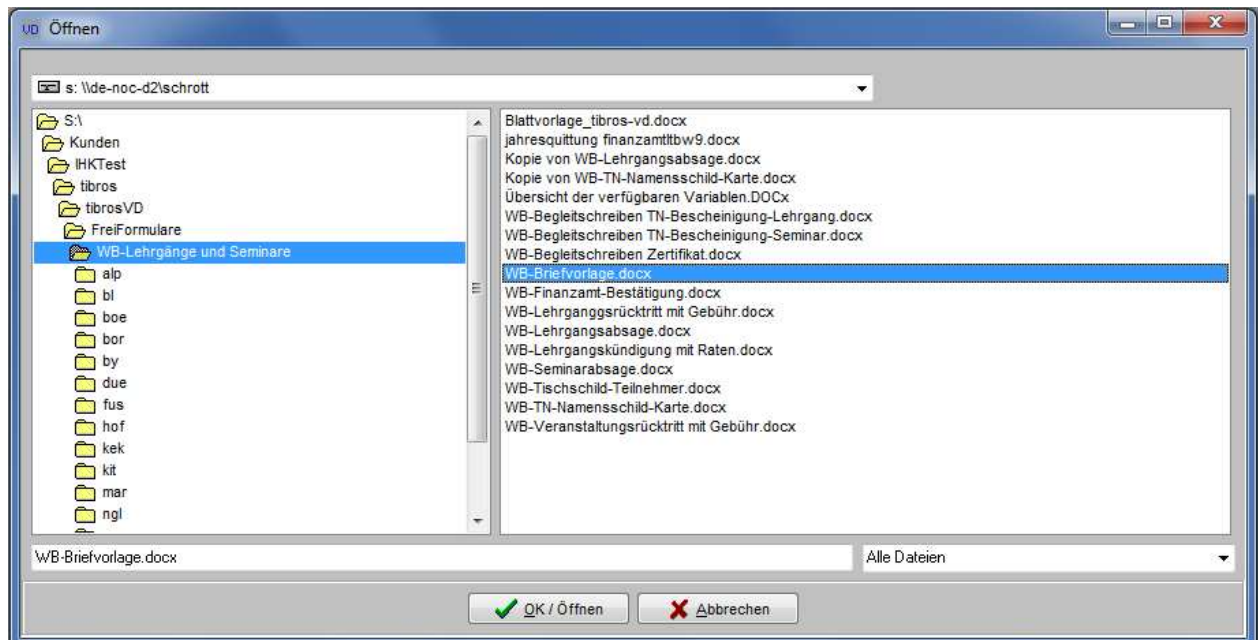 VD Öffnen
s: \\de-noc-d2\schrott
S:\
Kunden
IHKTest
tibros
tibrosVD
FreiFormulare
WB-Lehrgänge und Seminare
alp
bl
boe
bor
by
due
fus
hof
kek
kit
mar
ngl
Blattvorlage_tibros-vd.docx
jahresquittung finanzamtltbw9.docx
Kopie von WB-Lehrgangsabsage.docx
Kopie von WB-TN-Namensschild-Karte.docx
Übersicht der verfügbaren Variablen.DOCx
WB-Begleitschreiben TN-Bescheinigung-Lehrgang.docx
WB-Begleitschreiben TN-Bescheinigung-Seminar.docx
WB-Begleitschreiben Zertifikat.docx
WB-Briefvorlage.docx
WB-Finanzamt-Bestätigung.docx
WB-Lehrganggsrücktritt mit Gebühr.docx
WB-Lehrgangsabsage.docx
WB-Lehrgangskündigung mit Raten.docx
WB-Seminarabsage.docx
WB-Tischschild-Teilnehmer.docx
WB-TN-Namensschild-Karte.docx
WB-Veranstaltungsrücktritt mit Gebühr.docx
WB-Briefvorlage.docx
Alle Dateien
OK / Öffnen
Abbrechen